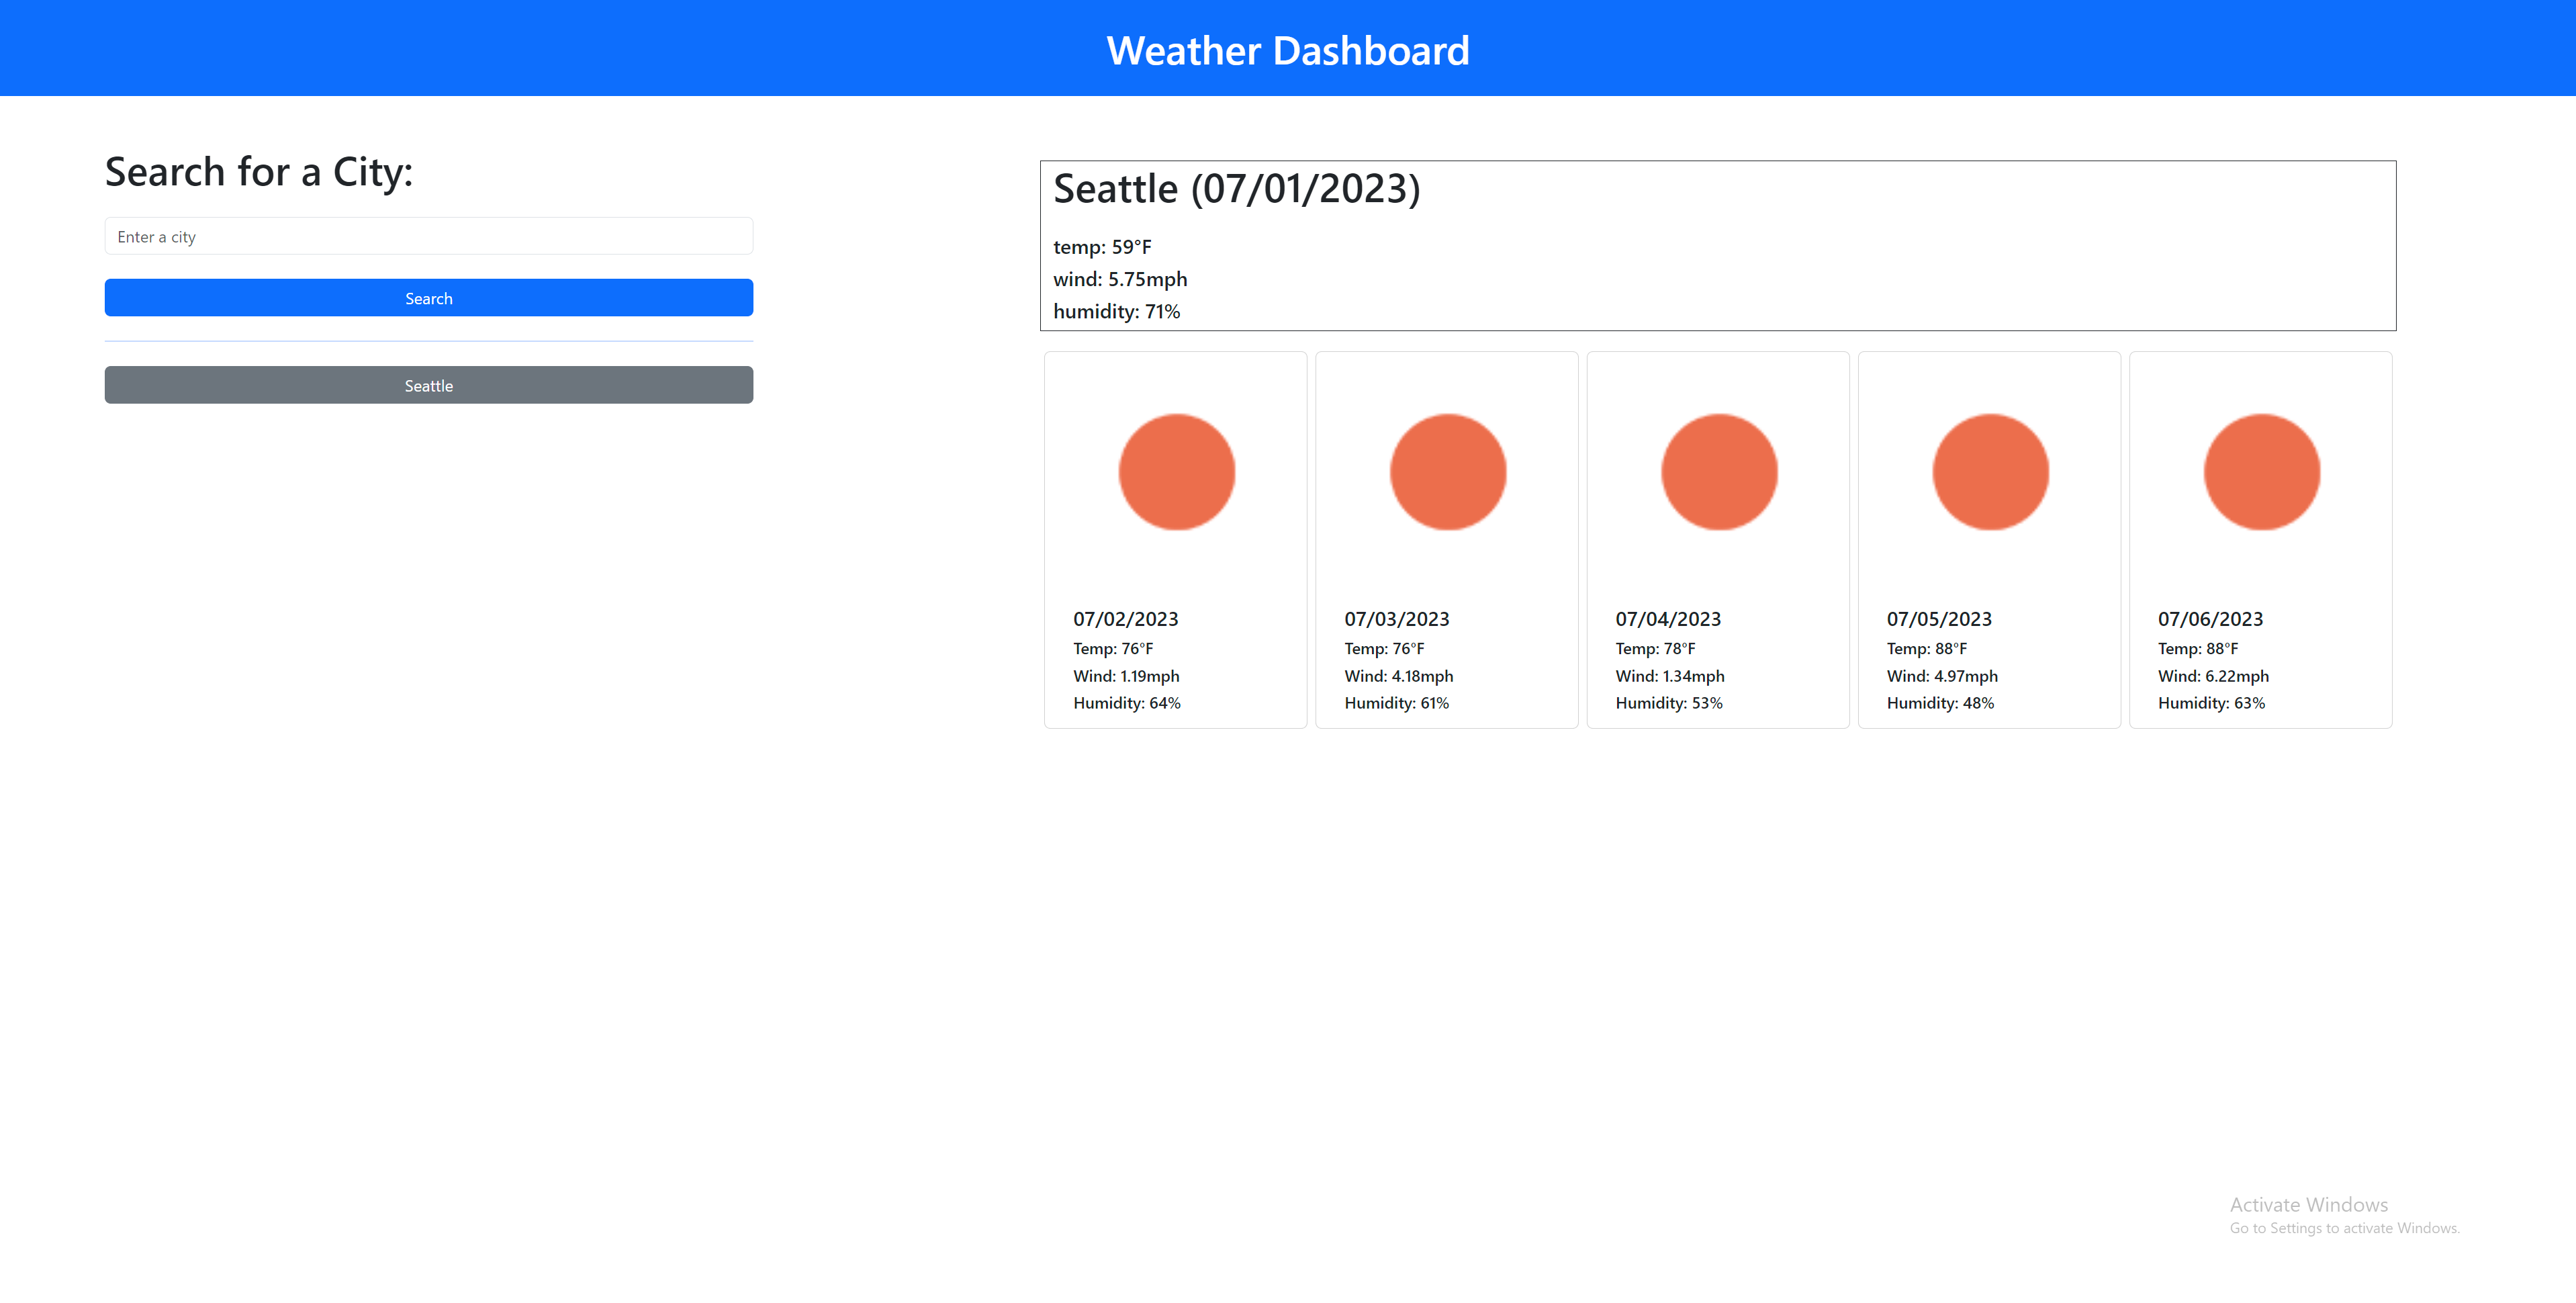 Weather Dashboard
Search for a City:
Enter a city
Search
Seattle
Seattle (07/01/2023)
temp: 59°F
wind: 5.75mph
humidity: 71%
07/02/2023
Temp: 76°F
Wind: 1.19mph
Humidity: 64%
07/03/2023
Temp: 76°F
Wind: 4.18mph
Humidity: 61%
07/04/2023
Temp: 78°F
Wind: 1.34mph
Humidity: 53%
07/05/2023
Temp: 88°F
Wind: 4.97mph
Humidity: 48%
07/06/2023
Temp: 88°F
Wind: 6.22mph
Humidity: 63%
Activate Windows
Go to Settings to activate Windows.